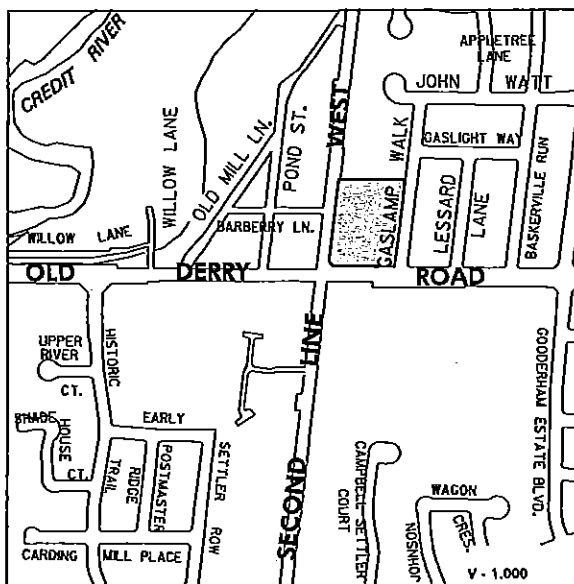 CREDIT RIVER
APPLETREE
LANE
JOHN WATT
WILLOW LANE
OLD MILL LN.
POND ST.
WEST
GASLAMP WALK
GASLIGHT WAY
LESSARD LANE
BASKERVILLE RUN
WILLOW LANE
BARBERRY LN.
OLD DERRY ROAD
UPPER
RIVER
CT.
HISTORIC TRAIL
SECOND LINE
GOODERHAM ESTATE BLVD.
SHADE
HOUSE
CT.
EARLY
SETTLER ROW
RIDGE
POSTMASTER
CAMPBELL SETTLER
COURT
WAGON
CRES.
JOHNSON
CARDING MILL PLACE
V - 1.000